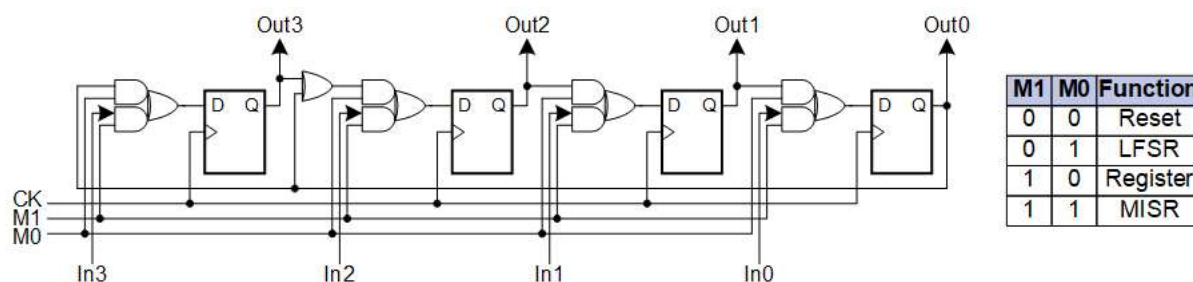 Out3 Out2 Out1 Out0
D Q D Q D Q D Q
M1 M0 Function
0 0 Reset
0 1 LFSR
1 0 Register
1 1 MISR
CK
M1
M0
In3 In2 In1 In0